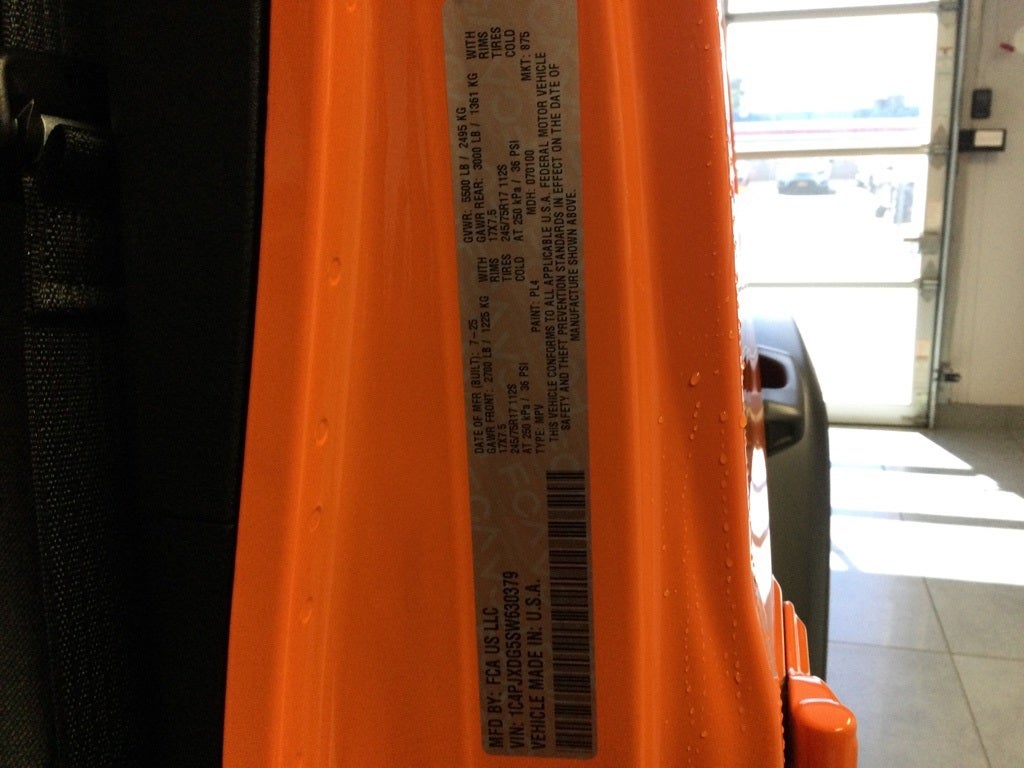 MFD BY: FCA US LLC
VIN: 1C4PJXDG5SW630379
VEHICLE MADE IN: U.S.A.
DATE OF MFR (BUILT): 7-25 GVWR: 5500 LB / 2495 KG
GAWR FRONT: 2700 LB / 1225 KG WITH GAWR REAR: 3000 LB / 1361 KG WITH
17X7.5 RIMS 17X7.5 RIMS
245/75R17 112S TIRES 245/75R17 112S TIRES
AT 250 kPa / 36 PSI COLD AT 250 kPa / 36 PSI COLD
TYPE: MPV PAINT: PL4 MDH: 070100 MKT: 875
THIS VEHICLE CONFORMS TO ALL APPLICABLE U.S.A. FEDERAL MOTOR VEHICLE
SAFETY AND THEFT PREVENTION STANDARDS IN EFFECT ON THE DATE OF
MANUFACTURE SHOWN ABOVE.